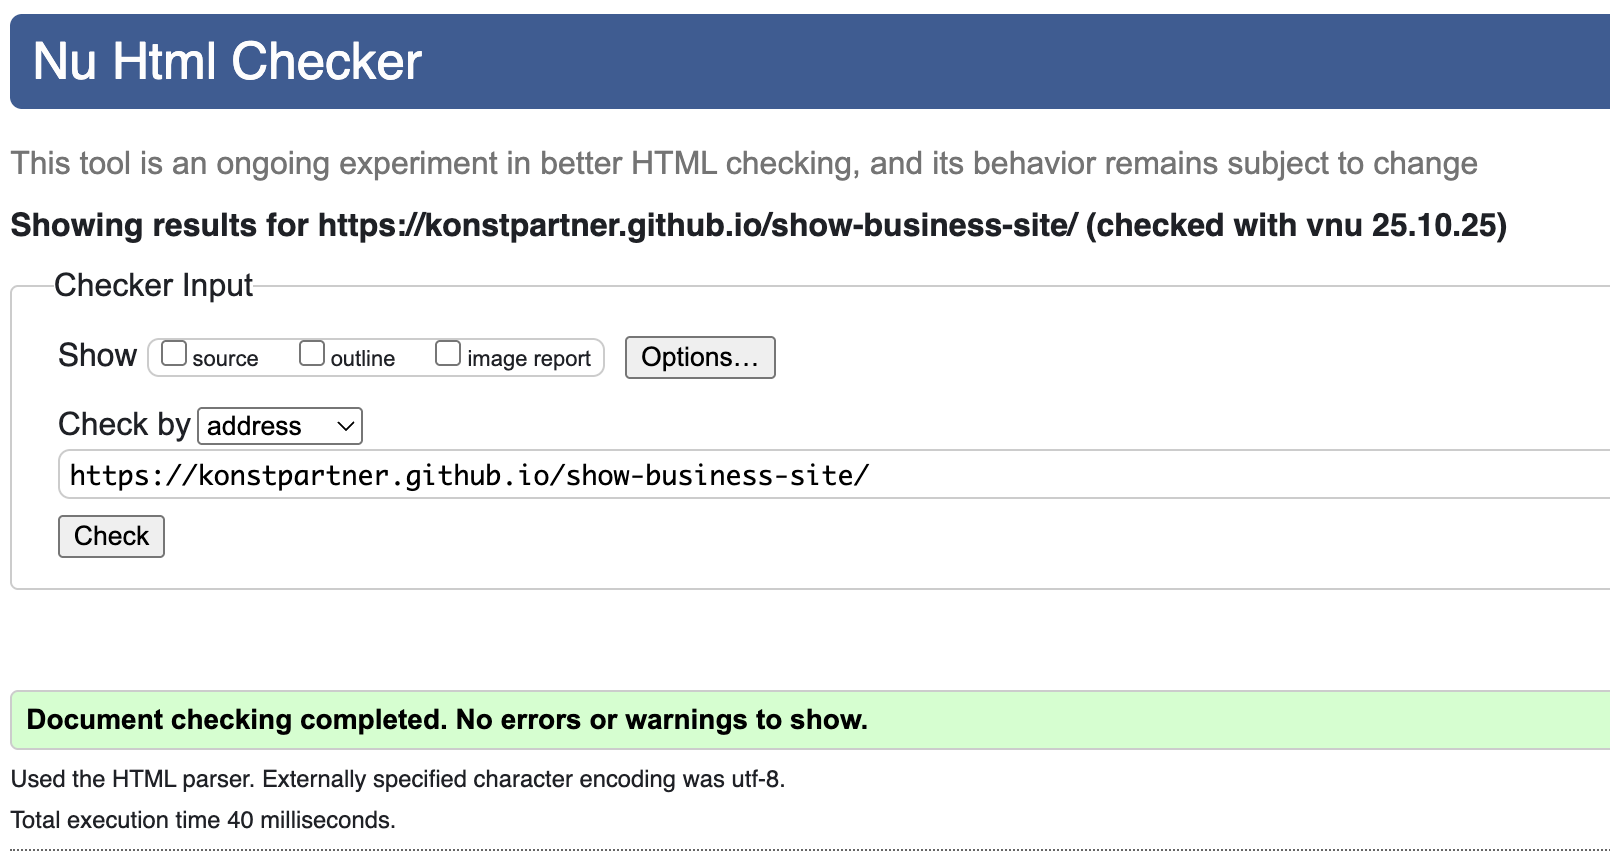 Nu Html Checker
This tool is an ongoing experiment in better HTML checking, and its behavior remains subject to change
Showing results for https://konstpartner.github.io/show-business-site/ (checked with vnu 25.10.25)
Checker Input
Show source outline image report Options...
Check by address
https://konstpartner.github.io/show-business-site/
Check
Document checking completed. No errors or warnings to show.
Used the HTML parser. Externally specified character encoding was utf-8.
Total execution time 40 milliseconds.